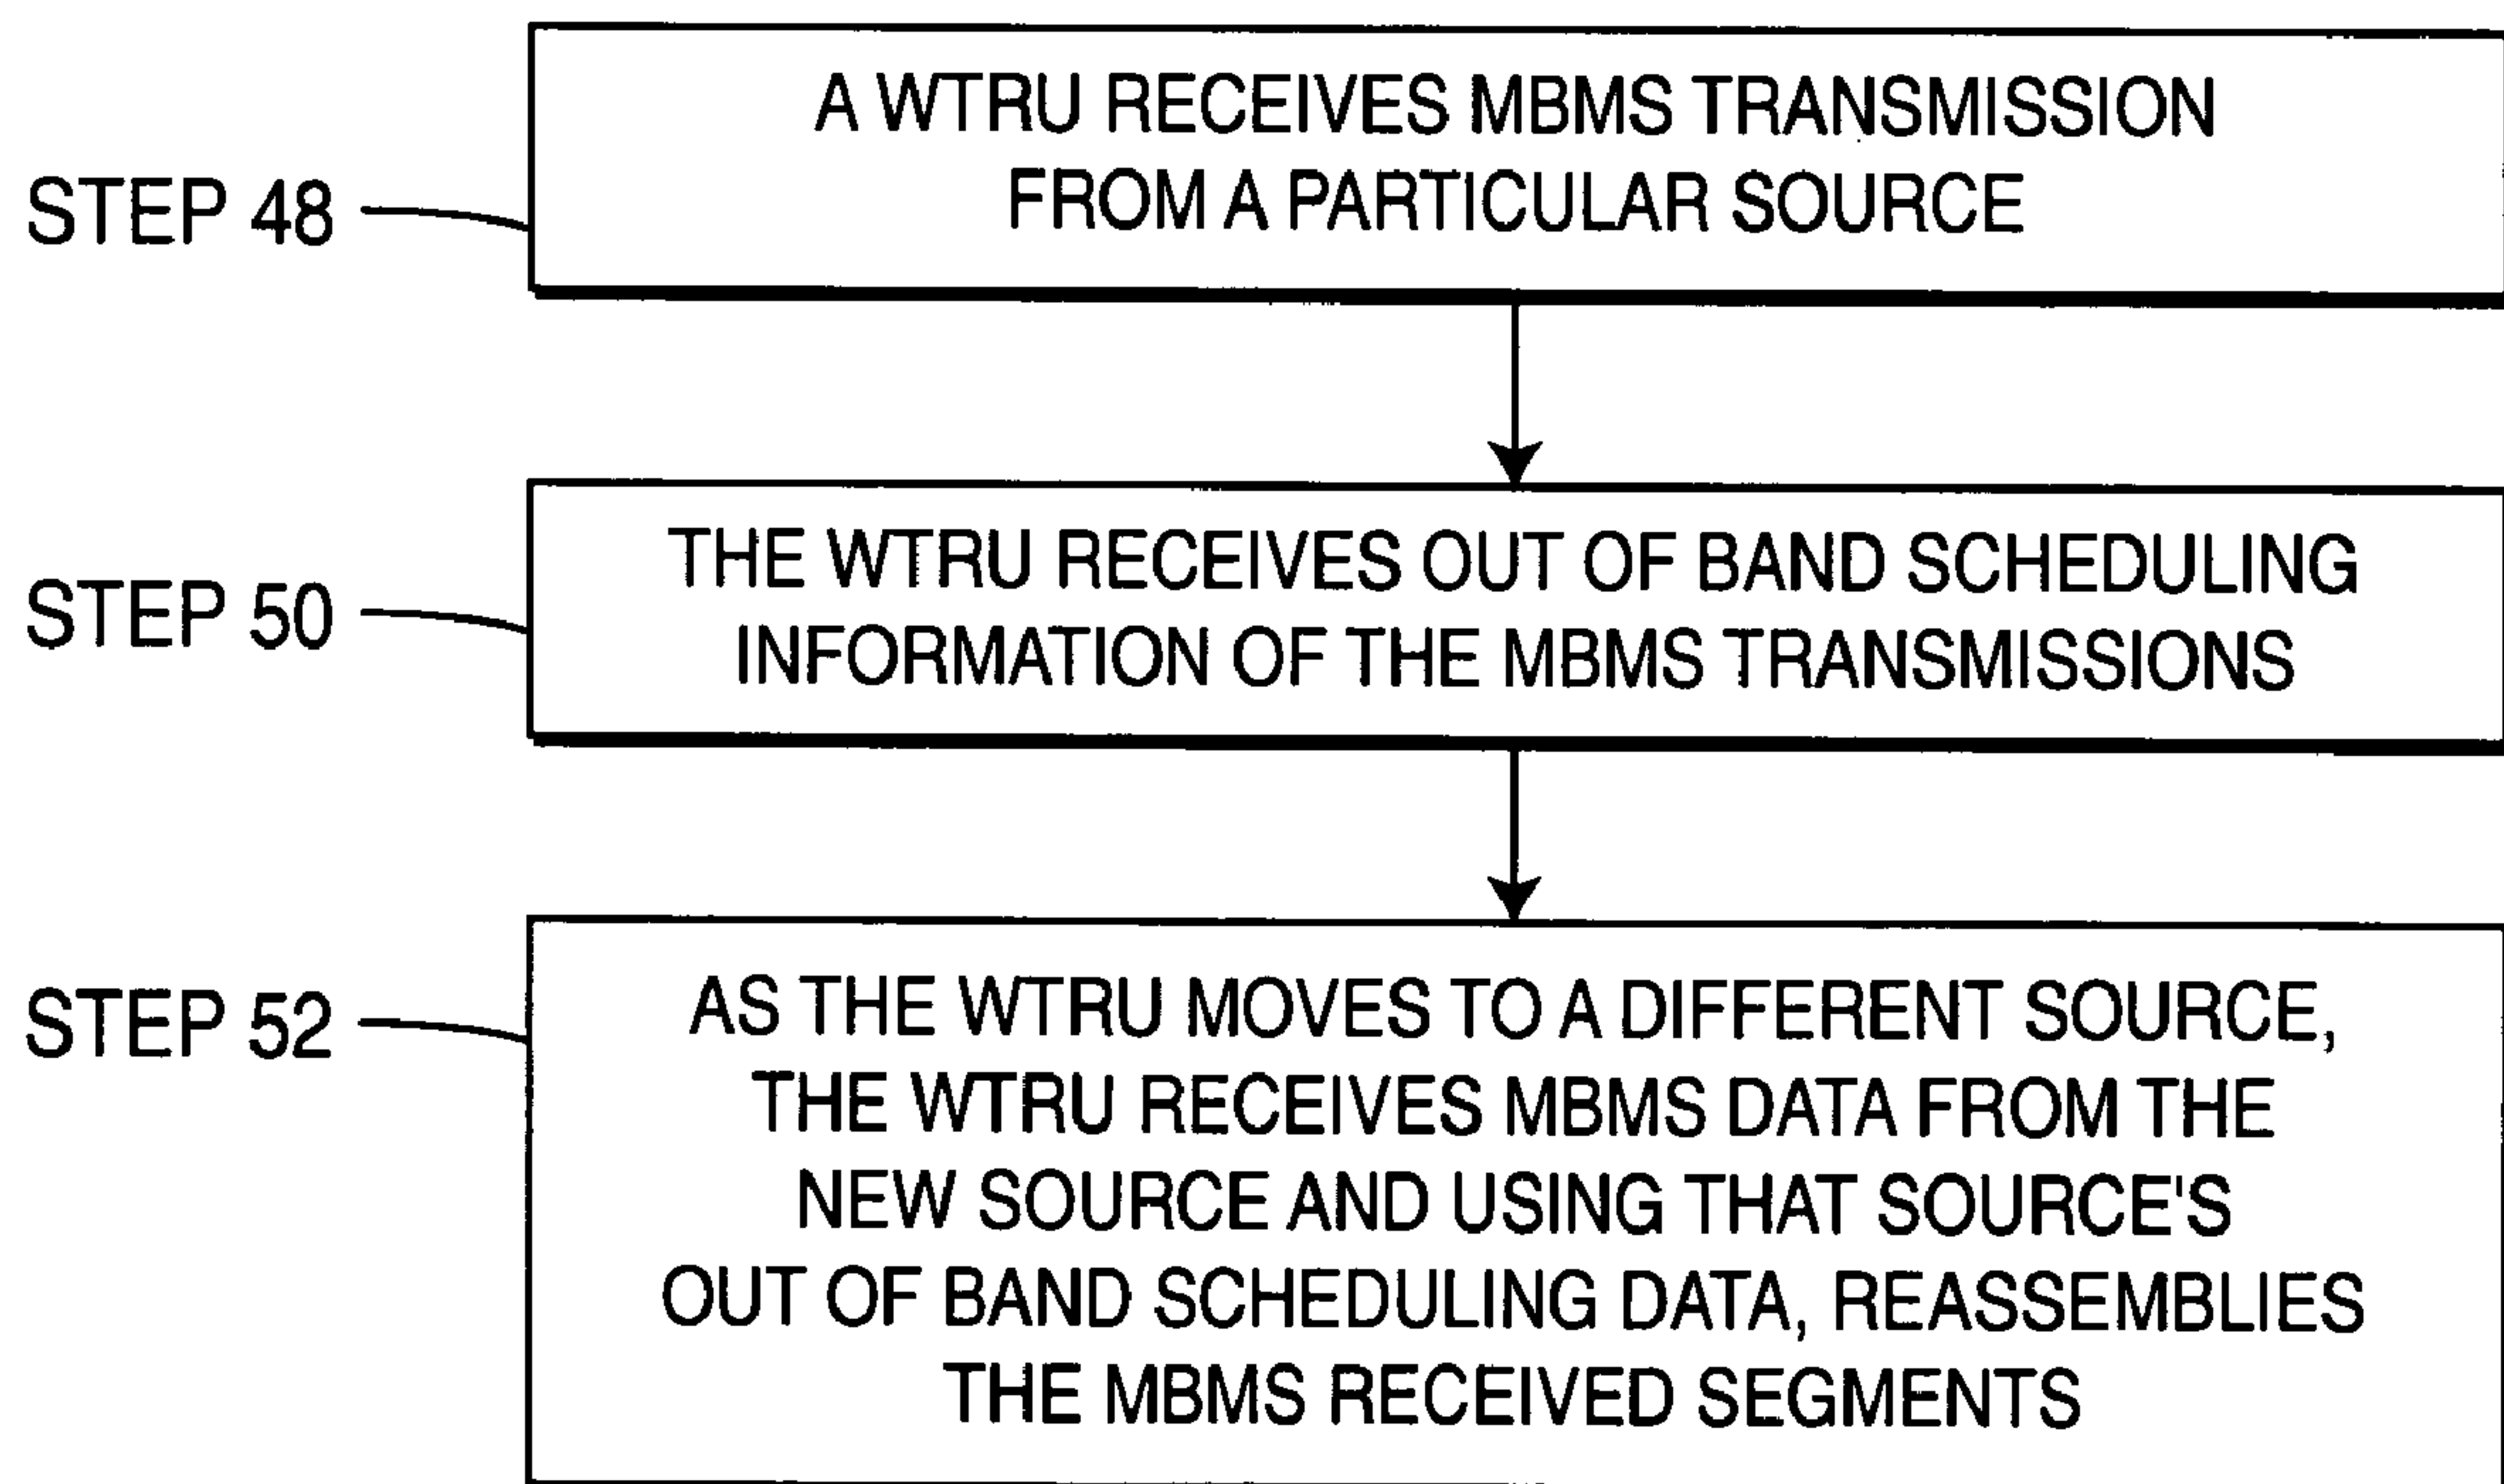 A WTRU RECEIVES MBMS TRANSMISSION
FROM A PARTICULAR SOURCE
STEP 48
THE WTRU RECEIVES OUT OF BAND SCHEDULING
INFORMATION OF THE MBMS TRANSMISSIONS
STEP 50
AS THE WTRU MOVES TO A DIFFERENT SOURCE,
THE WTRU RECEIVES MBMS DATA FROM THE
NEW SOURCE AND USING THAT SOURCE'S
OUT OF BAND SCHEDULING DATA, REASSEMBLIES
THE MBMS RECEIVED SEGMENTS
STEP 52